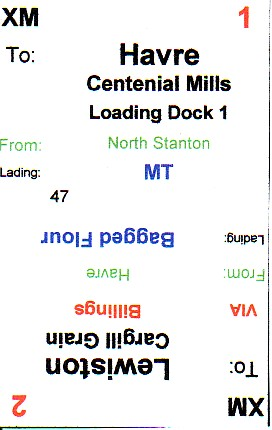 XM 1
To: Havre
Centenial Mills
Loading Dock 1
From: North Stanton
Lading: MT
47
XM 2
To: Lewiston
Cargill Grain
VIA Billings
From: Havre
Lading: Bagged Flour